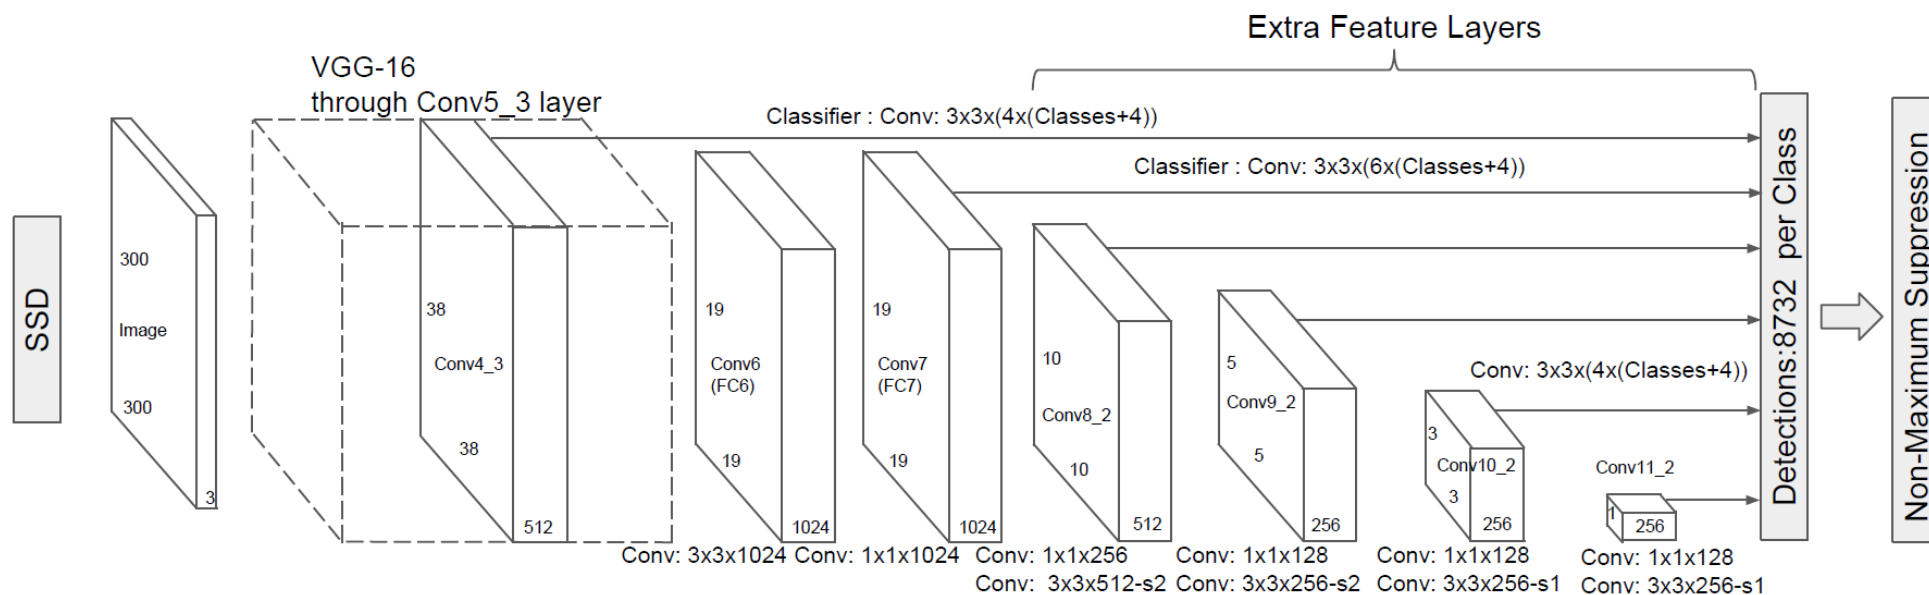 Extra Feature Layers
VGG-16
through Conv5_3 layer
Classifier : Conv: 3x3x(4x(Classes+4))
Classifier : Conv: 3x3x(6x(Classes+4))
SSD
300
Image
300
3
38
Conv4_3
38
512
19
Conv6
(FC6)
19
1024
19
Conv7
(FC7)
19
1024
10
Conv8_2
10
512
5
Conv9_2
5
256
Conv: 3x3x(4x(Classes+4))
3
Conv10_2
3
256
Conv11_2
1
256
Detections:8732 per Class
Non-Maximum Suppression
Conv: 3x3x1024
Conv: 1x1x1024
Conv: 1x1x256
Conv: 3x3x512-s2
Conv: 1x1x128
Conv: 3x3x256-s2
Conv: 1x1x128
Conv: 3x3x256-s1
Conv: 1x1x128
Conv: 3x3x256-s1